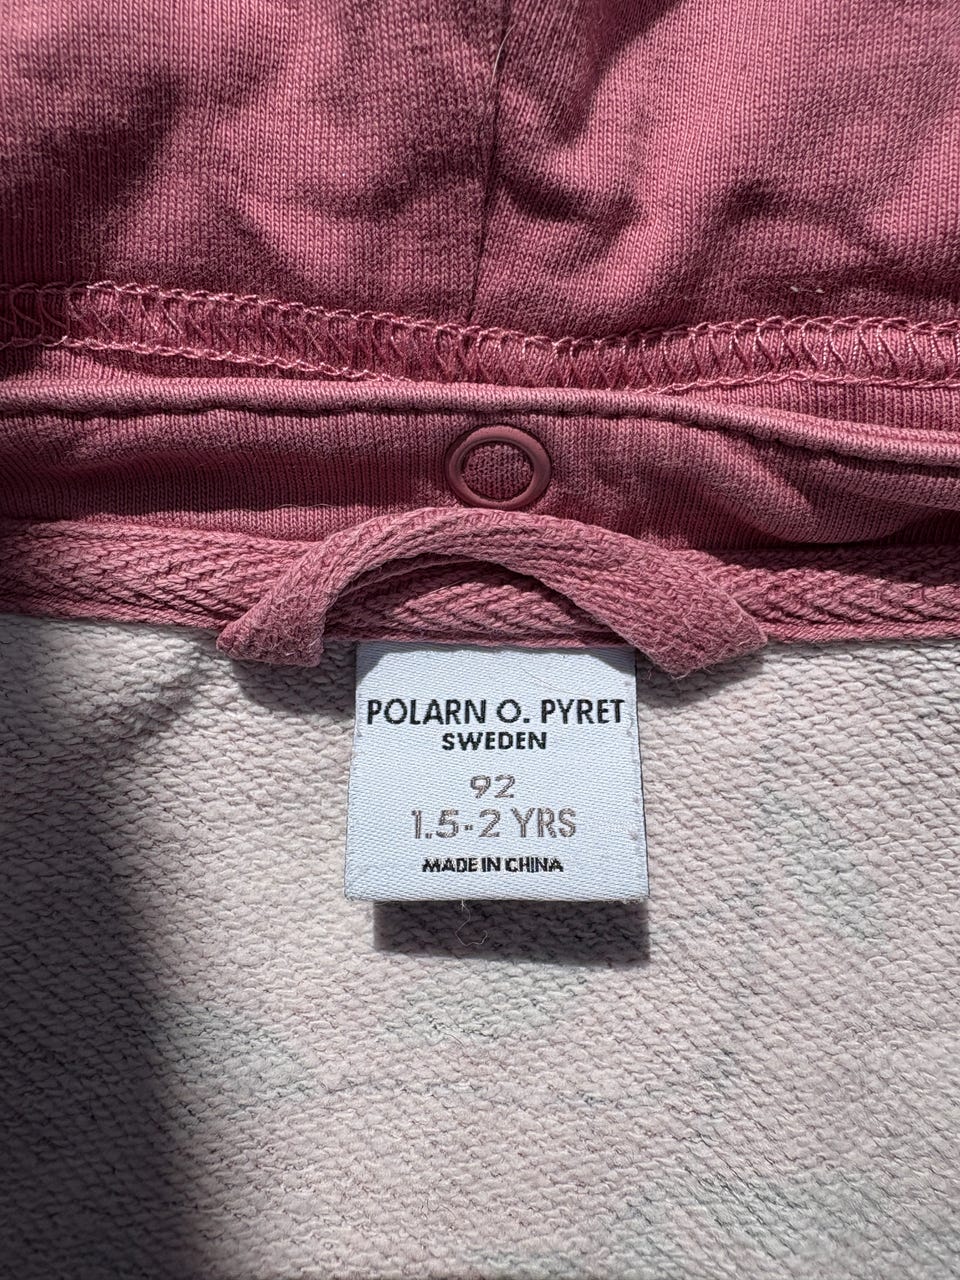 POLARN O. PYRET
SWEDEN
92
1.5-2 YRS
MADE IN CHINA